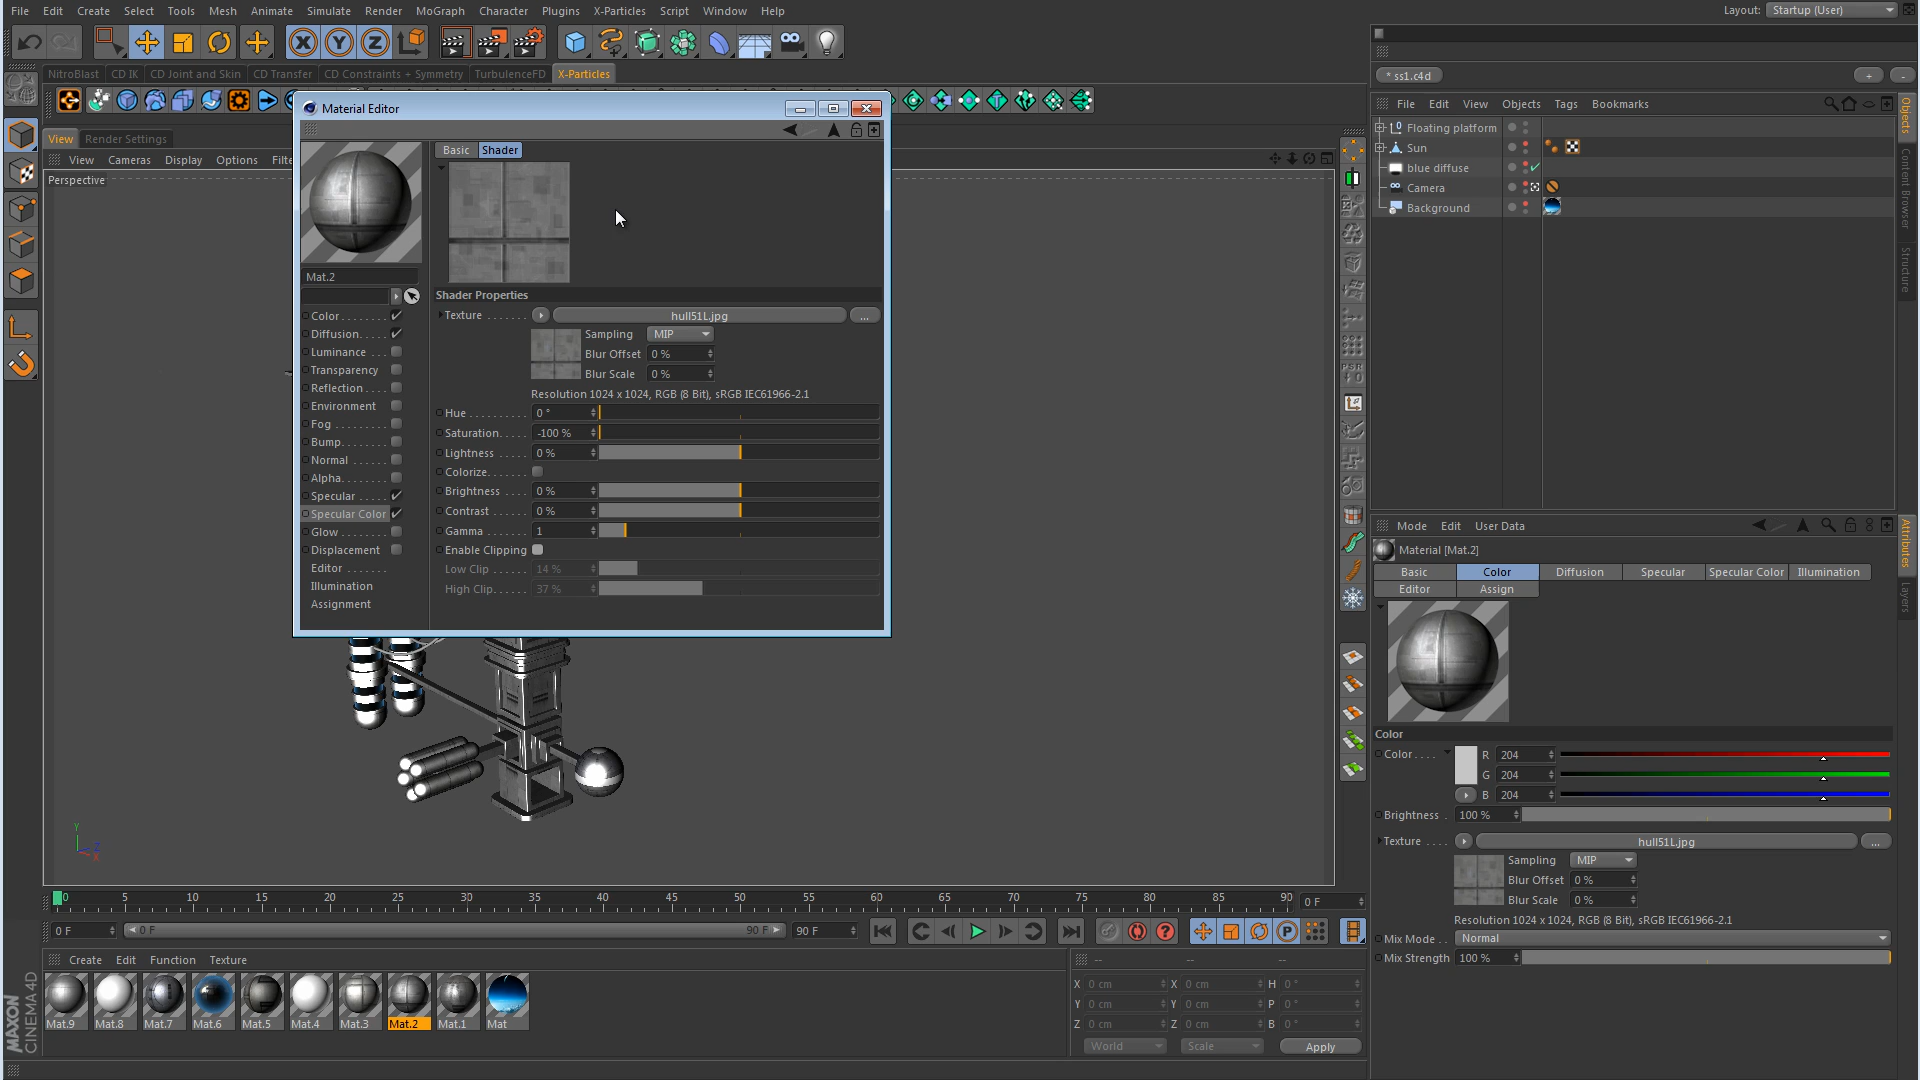 File Edit Create Select Tools Mesh Animate Simulate Render MoGraph Character Plugins X-Particles Script Window Help
Layout: Startup (User)
NitroBlast CD IK CD Joint and Skin CD Transfer CD Constraints + Symmetry TurbulenceFD X-Particles
* ss1.c4d
File Edit View Objects Tags Bookmarks
Floating platform
Sun
blue diffuse
Camera
Background
Objects
Content Browser
Structure
View Render Settings
View Cameras Display Options Filte
Perspective
Material Editor
Basic Shader
Mat.2
Color
Diffusion
Luminance
Transparency
Reflection
Environment
Fog
Bump
Normal
Alpha
Specular
Specular Color
Glow
Displacement
Editor
Illumination
Assignment
Shader Properties
Texture hull51L.jpg ...
Sampling MIP
Blur Offset 0 %
Blur Scale 0 %
Resolution 1024 x 1024, RGB (8 Bit), sRGB IEC61966-2.1
Hue 0 °
Saturation -100 %
Lightness 0 %
Colorize
Brightness 0 %
Contrast 0 %
Gamma 1
Enable Clipping
Low Clip 14 %
High Clip 37 %
PSR
Mode Edit User Data
Material [Mat.2]
Basic Color Diffusion Specular Specular Color Illumination
Editor Assign
Attributes
Layers
Color
Color R 204
G 204
B 204
Brightness 100 %
Texture hull51L.jpg ...
Sampling MIP
Blur Offset 0 %
Blur Scale 0 %
Resolution 1024 x 1024, RGB (8 Bit), sRGB IEC61966-2.1
Mix Mode Normal
Mix Strength 100 %
Y
Z
X
0 5 10 15 20 25 30 35 40 45 50 55 60 65 70 75 80 85 90 0 F
0 F 0 F 90 F 90 F
Create Edit Function Texture
Mat.9 Mat.8 Mat.7 Mat.6 Mat.5 Mat.4 Mat.3 Mat.2 Mat.1 Mat
-- -- --
X 0 cm X 0 cm H 0 °
Y 0 cm Y 0 cm P 0 °
Z 0 cm Z 0 cm B 0 °
World Scale Apply
MAXON
CINEMA 4D